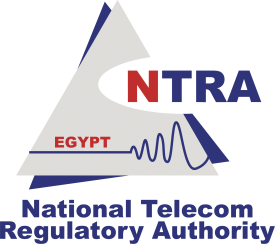 NTRA
EGYPT
National Telecom
Regulatory Authority